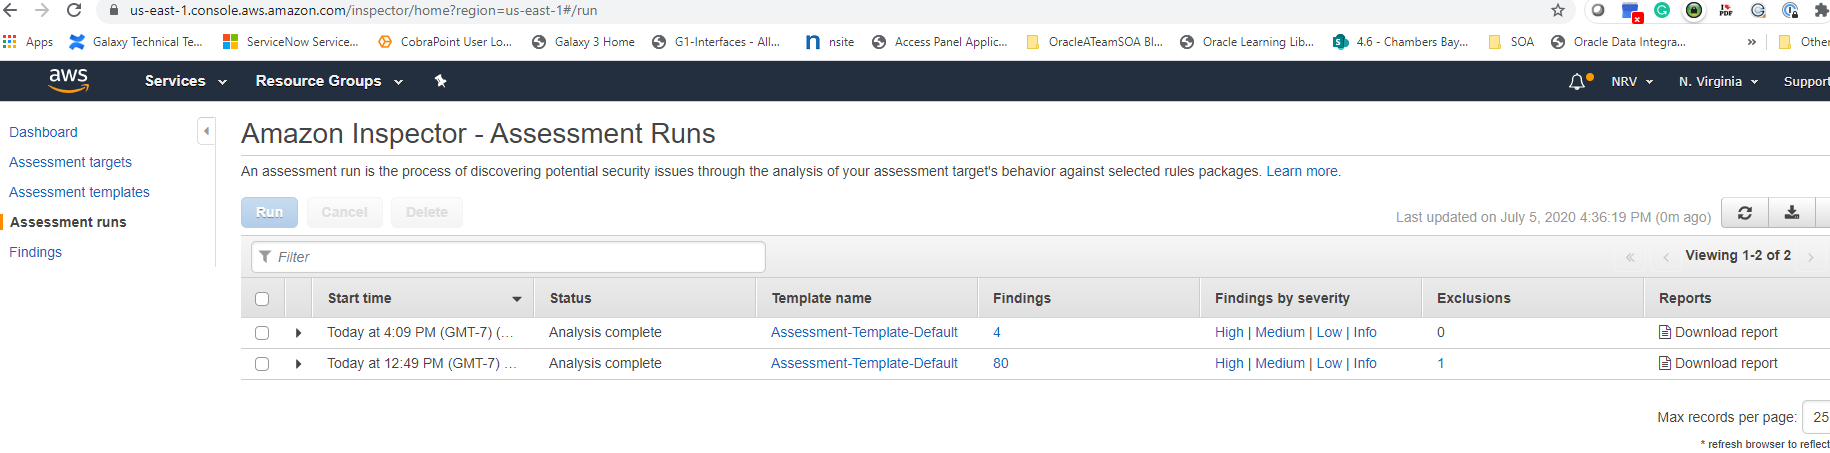 us-east-1.console.aws.amazon.com/inspector/home?region=us-east-1#/run
Apps Galaxy Technical Te... ServiceNow Service... CobraPoint User Lo... Galaxy 3 Home G1-Interfaces - All... nsite Access Panel Applic... OracleATeamSOA Bl... Oracle Learning Lib... 4.6 - Chambers Bay... SOA Oracle Data Integra... » Other
aws Services Resource Groups NRV N. Virginia Support
Dashboard
Assessment targets
Assessment templates
Assessment runs
Findings
Amazon Inspector - Assessment Runs
An assessment run is the process of discovering potential security issues through the analysis of your assessment target's behavior against selected rules packages. Learn more.
Run Cancel Delete
Last updated on July 5, 2020 4:36:19 PM (0m ago)
Filter
« ‹ Viewing 1-2 of 2 ›
Start time Status Template name Findings Findings by severity Exclusions Reports
Today at 4:09 PM (GMT-7) (... Analysis complete Assessment-Template-Default 4 High | Medium | Low | Info 0 Download report
Today at 12:49 PM (GMT-7) ... Analysis complete Assessment-Template-Default 80 High | Medium | Low | Info 1 Download report
Max records per page: 25
* refresh browser to reflect